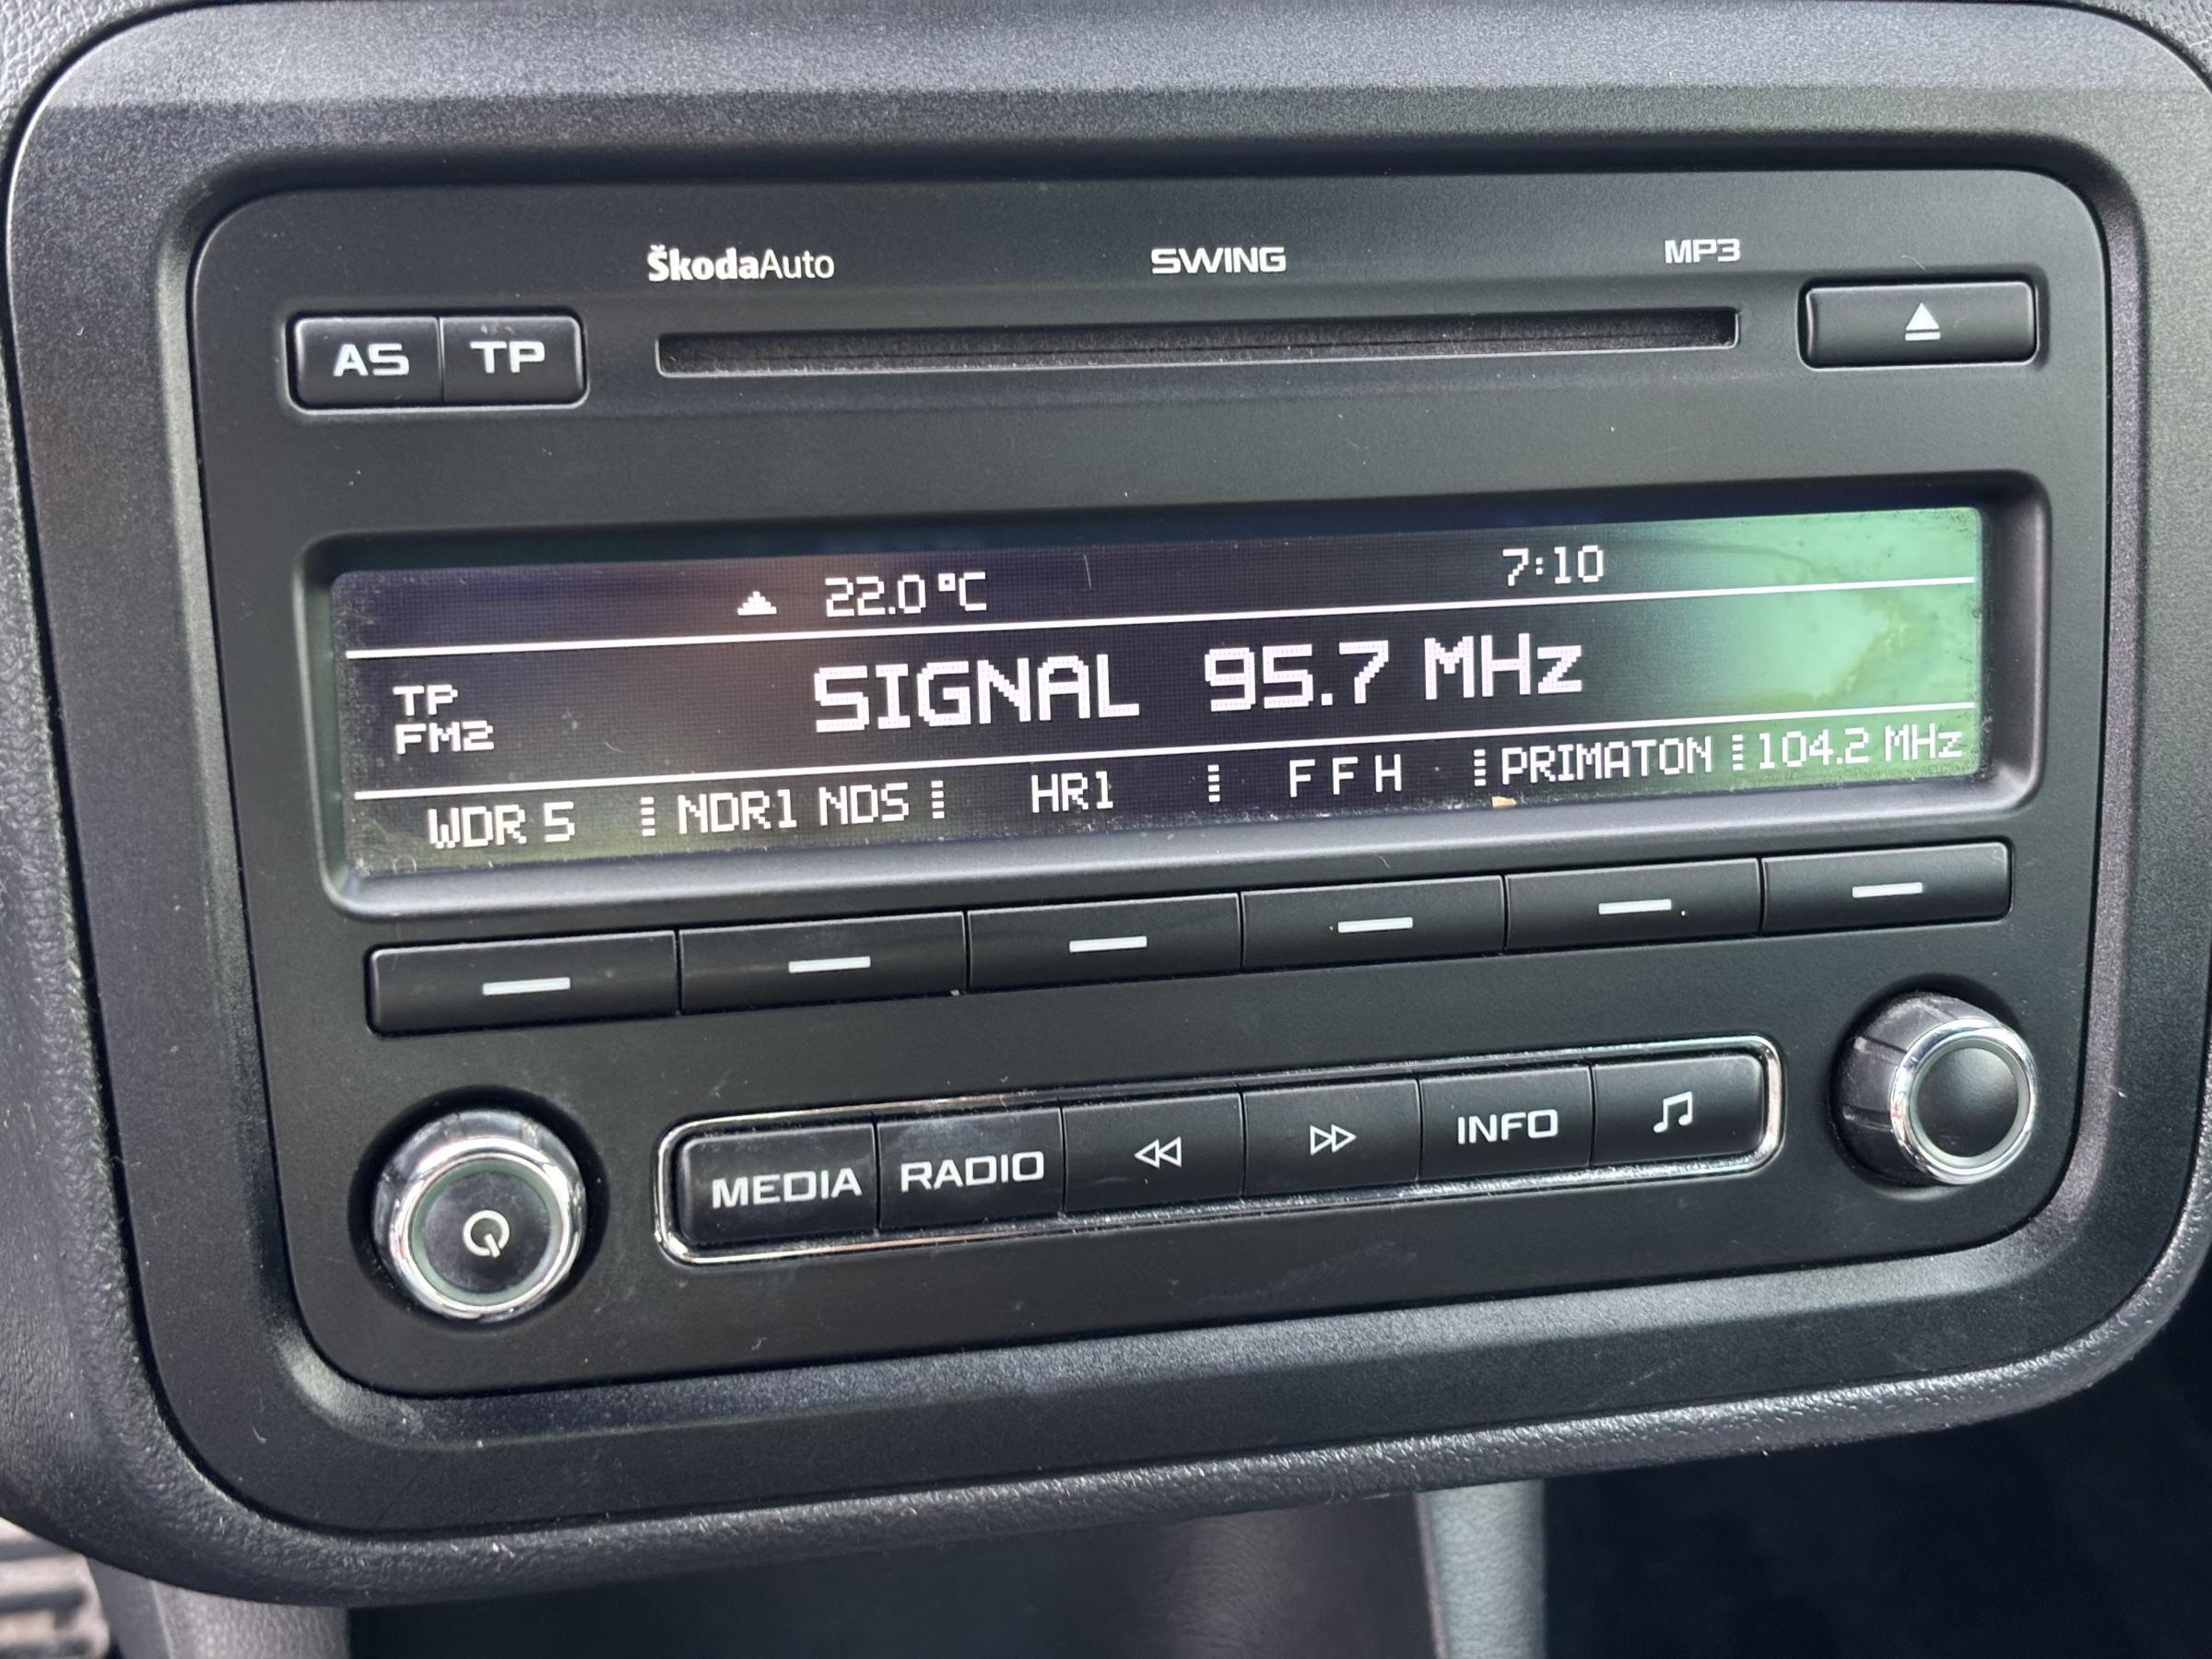 ŠkodaAuto SWING MP3
AS TP
22.0 °C 7:10
TP
FM2
SIGNAL 95.7 MHz
WDR 5 NDR1 NDS HR1 F F H PRIMATON 104.2 MHz
MEDIA RADIO INFO